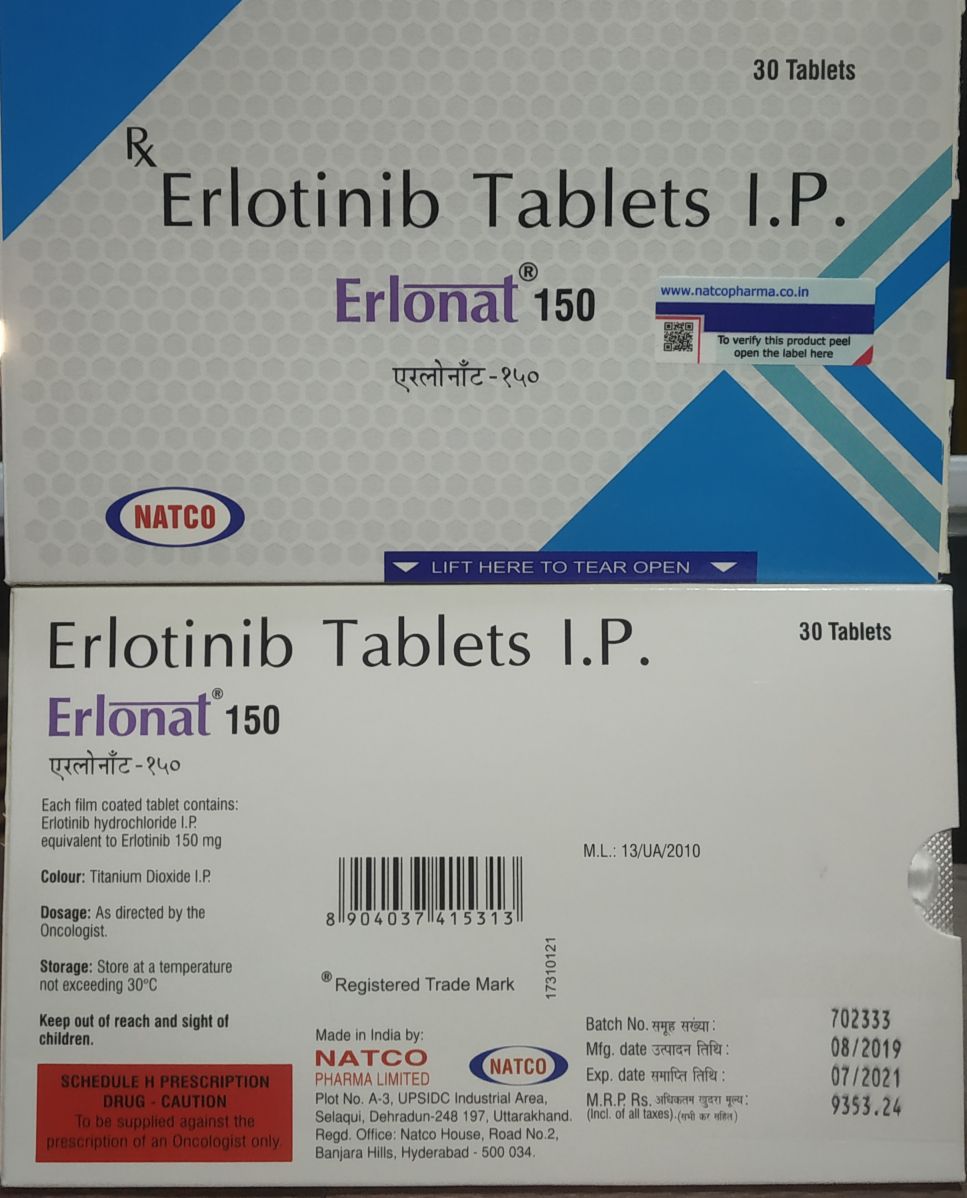 30 Tablets
Rx
Erlotinib Tablets I.P.
Erlonat® 150
एरलोनॉंट-१५०
www.natcopharma.co.in
To verify this product peel
open the label here
NATCO
LIFT HERE TO TEAR OPEN
Erlotinib Tablets I.P.
30 Tablets
Erlonat® 150
एरलोनॉंट-१५०
Each film coated tablet contains:
Erlotinib hydrochloride I.P.
equivalent to Erlotinib 150 mg
Colour: Titanium Dioxide I.P.
Dosage: As directed by the
Oncologist.
Storage: Store at a temperature
not exceeding 30°C
Keep out of reach and sight of
children.
SCHEDULE H PRESCRIPTION
DRUG - CAUTION
To be supplied against the
prescription of an Oncologist only.
8 904037 415313
17310121
® Registered Trade Mark
Made in India by:
NATCO
PHARMA LIMITED
NATCO
Plot No. A-3, UPSIDC Industrial Area,
Selaqui, Dehradun-248 197, Uttarakhand.
Regd. Office: Natco House, Road No.2,
Banjara Hills, Hyderabad - 500 034.
M.L.: 13/UA/2010
Batch No. समूह सख्या : 702333
Mfg. date उत्पादन तिथि : 08/2019
Exp. date समाप्ति तिथि : 07/2021
M.R.P. Rs. अधिकतम खुदरा मूल्य : 9353.24
(Incl. of all taxes).(सभी कर सहित)